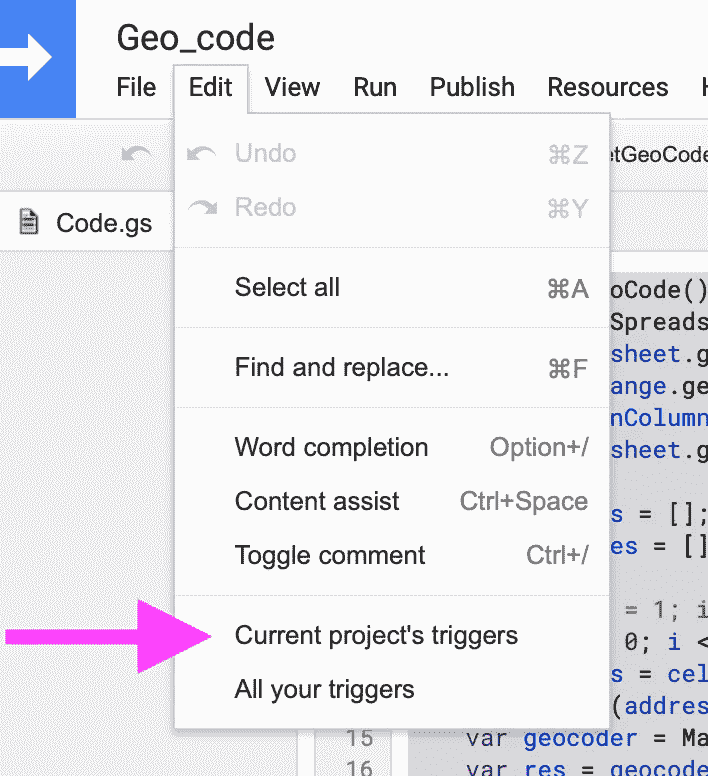 Geo_code
File Edit View Run Publish Resources
Undo ⌘Z
Redo ⌘Y
Code.gs
Select all ⌘A
Find and replace... ⌘F
Word completion Option+/
Content assist Ctrl+Space
Toggle comment Ctrl+/
Current project's triggers
All your triggers
etGeoCode
oCode()
Spreads
sheet.g
ange.ge
nColumn
sheet.g
s = [];
es = []
= 1; i
0; i <
s = cel
(addres
15 var geocoder = Ma
16 var res = geocode